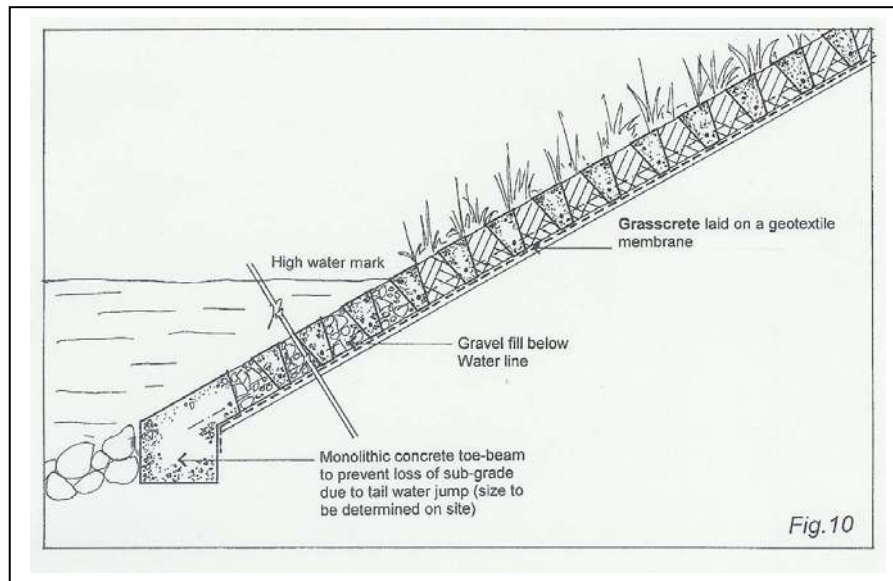 Grasscrete laid on a geotextile
membrane
High water mark
Gravel fill below
Water line
Monolithic concrete toe-beam
to prevent loss of sub-grade
due to tail water jump (size to
be determined on site)
Fig.10